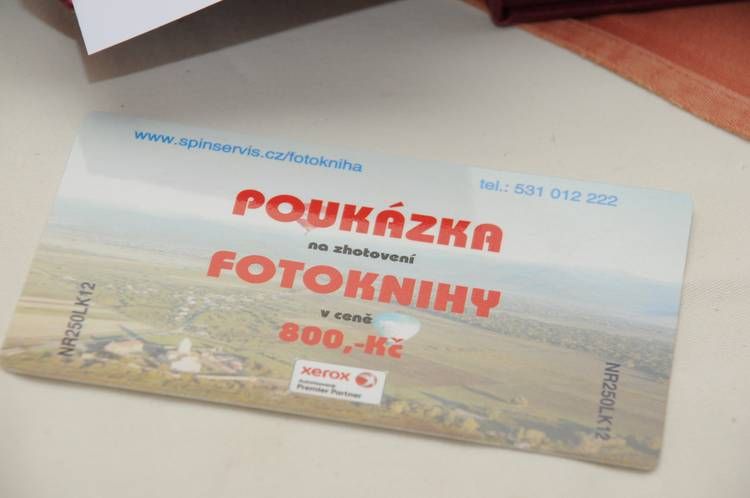 www.spinservis.cz/fotokniha
tel.: 531 012 222
POUKÁZKA
na zhotovení
FOTOKNIHY
v ceně
800,-Kč
xerox
Autorizovaný
Premier Partner
NR250LK12
NR250LK12